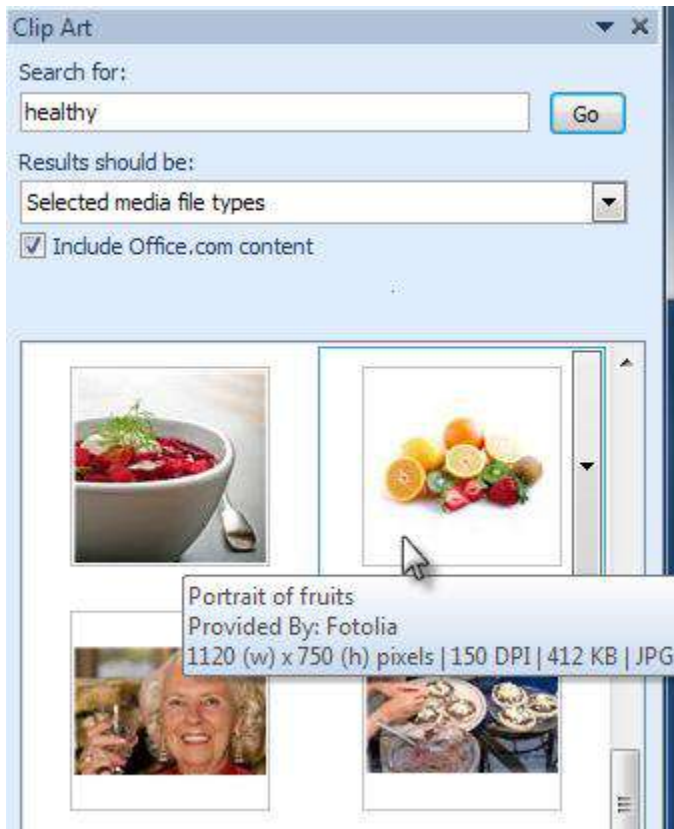 Clip Art
Search for:
healthy
Go
Results should be:
Selected media file types
Include Office.com content
Portrait of fruits
Provided By: Fotolia
1120 (w) x 750 (h) pixels | 150 DPI | 412 KB | JPG